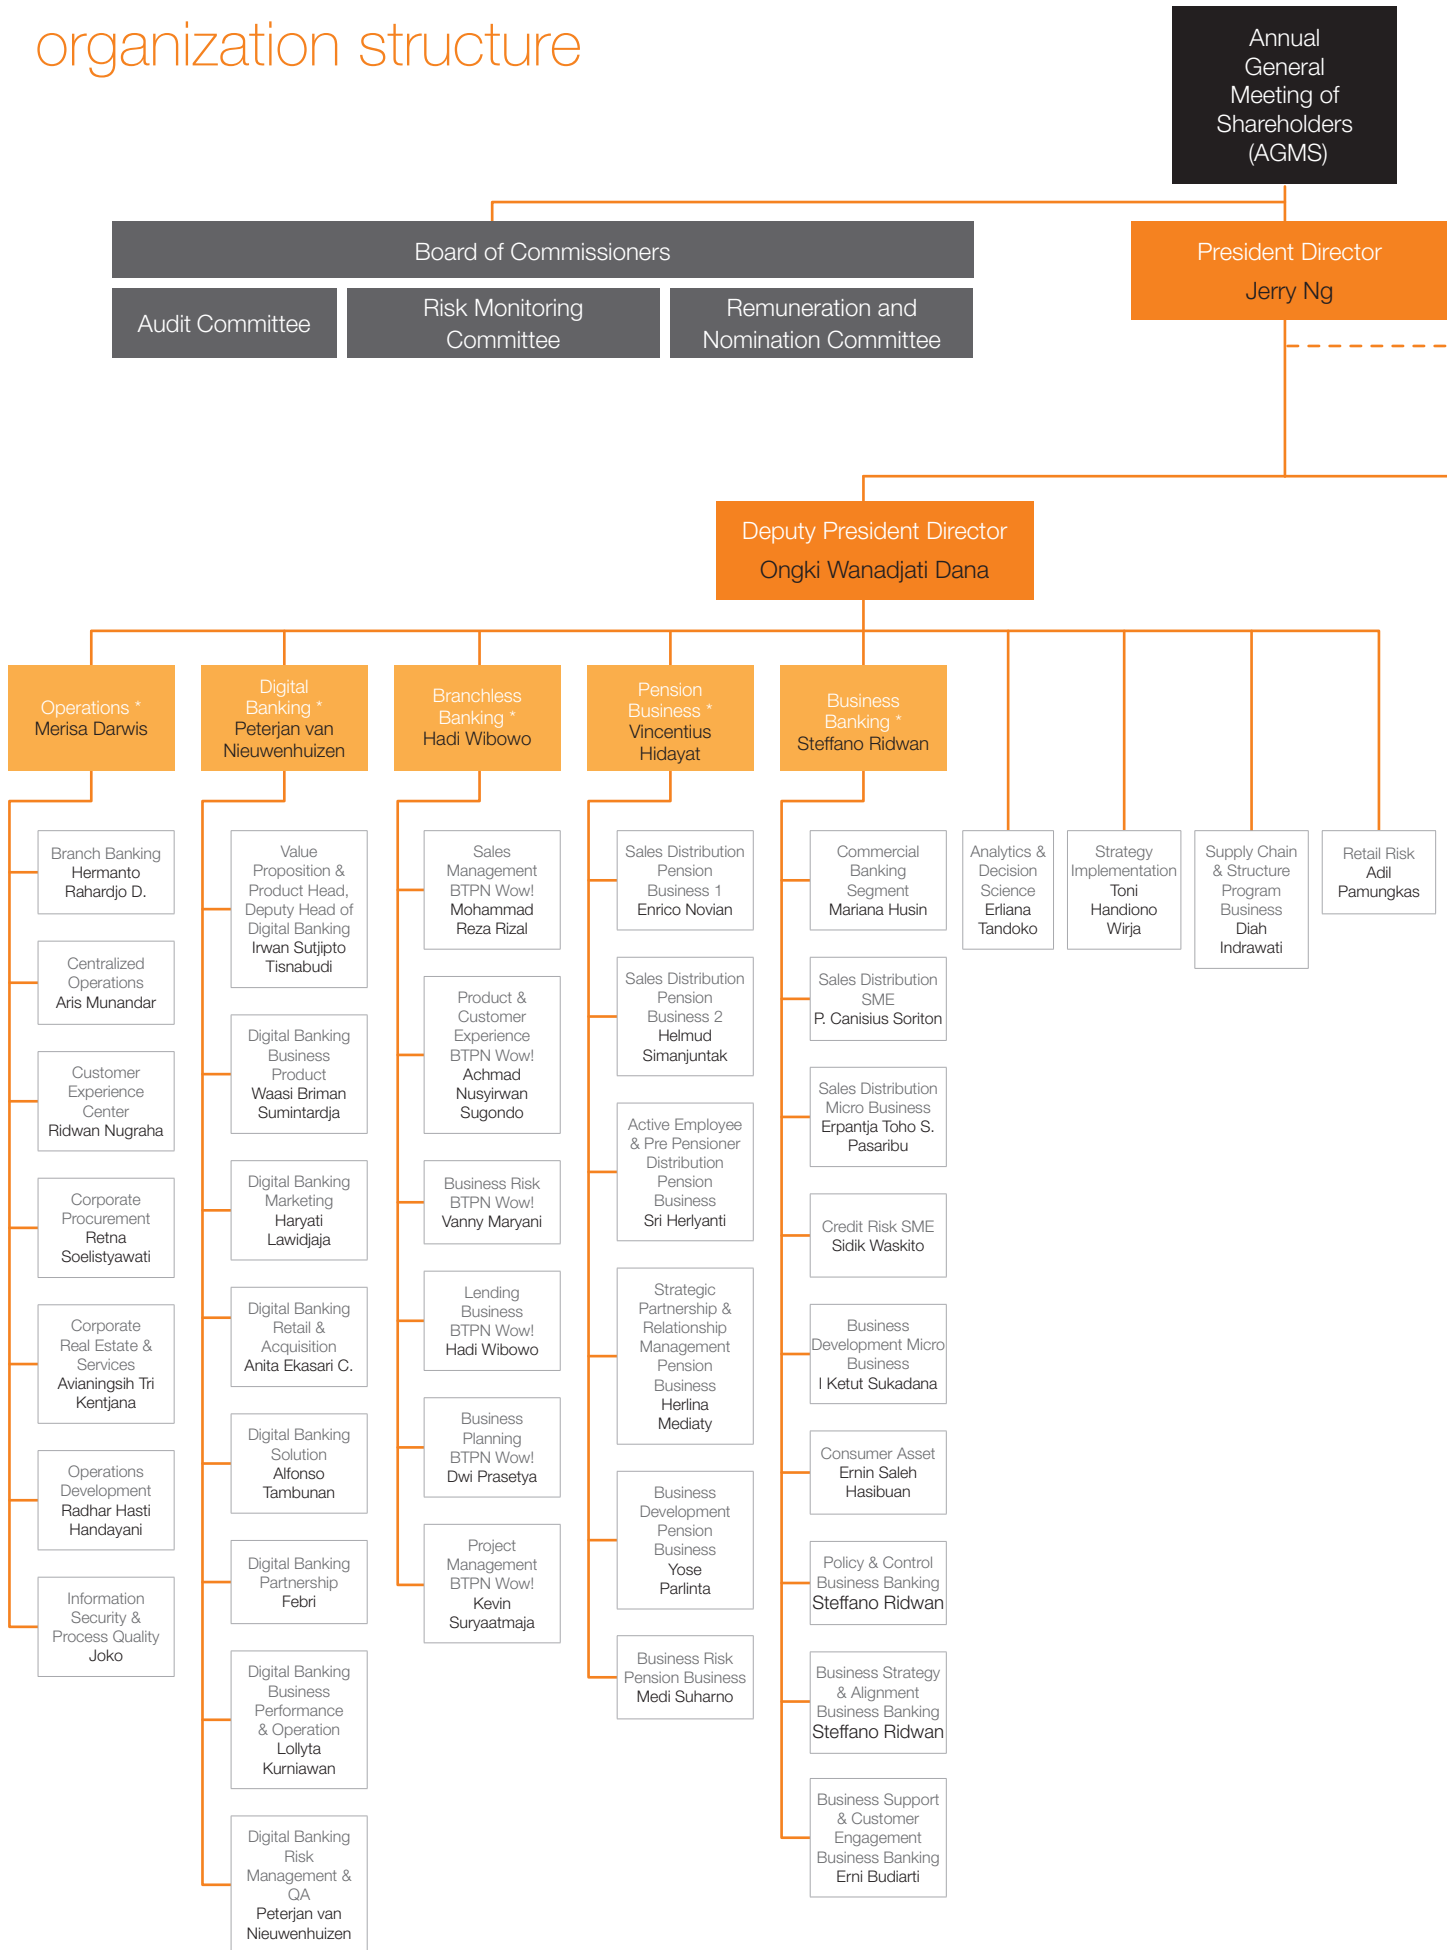 organization structure
Annual
General
Meeting of
Shareholders
(AGMS)
Board of Commissioners
Audit Committee
Risk Monitoring
Committee
Remuneration and
Nomination Committee
President Director
Jerry Ng
Deputy President Director
Ongki Wanadjati Dana
Operations *
Merisa Darwis
Branch Banking
Hermanto
Rahardjo D.
Centralized
Operations
Aris Munandar
Customer
Experience
Center
Ridwan Nugraha
Corporate
Procurement
Retna
Soelistyawati
Corporate
Real Estate &
Services
Avianingsih Tri
Kentjana
Operations
Development
Radhar Hasti
Handayani
Information
Security &
Process Quality
Joko
Digital
Banking *
Peterjan van
Nieuwenhuizen
Value
Proposition &
Product Head,
Deputy Head of
Digital Banking
Irwan Sutjipto
Tisnabudi
Digital Banking
Business
Product
Waasi Briman
Sumintardja
Digital Banking
Marketing
Haryati
Lawidjaja
Digital Banking
Retail &
Acquisition
Anita Ekasari C.
Digital Banking
Solution
Alfonso
Tambunan
Digital Banking
Partnership
Febri
Digital Banking
Business
Performance
& Operation
Lollyta
Kurniawan
Digital Banking
Risk
Management &
QA
Peterjan van
Nieuwenhuizen
Branchless
Banking *
Hadi Wibowo
Sales
Management
BTPN Wow!
Mohammad
Reza Rizal
Product &
Customer
Experience
BTPN Wow!
Achmad
Nusyirwan
Sugondo
Business Risk
BTPN Wow!
Vanny Maryani
Lending
Business
BTPN Wow!
Hadi Wibowo
Business
Planning
BTPN Wow!
Dwi Prasetya
Project
Management
BTPN Wow!
Kevin
Suryaatmaja
Pension
Business *
Vincentius
Hidayat
Sales Distribution
Pension
Business 1
Enrico Novian
Sales Distribution
Pension
Business 2
Helmud
Simanjuntak
Active Employee
& Pre Pensioner
Distribution
Pension
Business
Sri Herlyanti
Strategic
Partnership &
Relationship
Management
Pension
Business
Herlina
Mediaty
Business
Development
Pension
Business
Yose
Parlinta
Business Risk
Pension Business
Medi Suharno
Business
Banking *
Steffano Ridwan
Commercial
Banking
Segment
Mariana Husin
Sales Distribution
SME
P. Canisius Soriton
Sales Distribution
Micro Business
Erpantja Toho S.
Pasaribu
Credit Risk SME
Sidik Waskito
Business
Development Micro
Business
I Ketut Sukadana
Consumer Asset
Ernin Saleh
Hasibuan
Policy & Control
Business Banking
Steffano Ridwan
Business Strategy
& Alignment
Business Banking
Steffano Ridwan
Business Support
& Customer
Engagement
Business Banking
Erni Budiarti
Analytics &
Decision
Science
Erliana
Tandoko
Strategy
Implementation
Toni
Handiono
Wirja
Supply Chain
& Structure
Program
Business
Diah
Indrawati
Retail Risk
Adil
Pamungkas